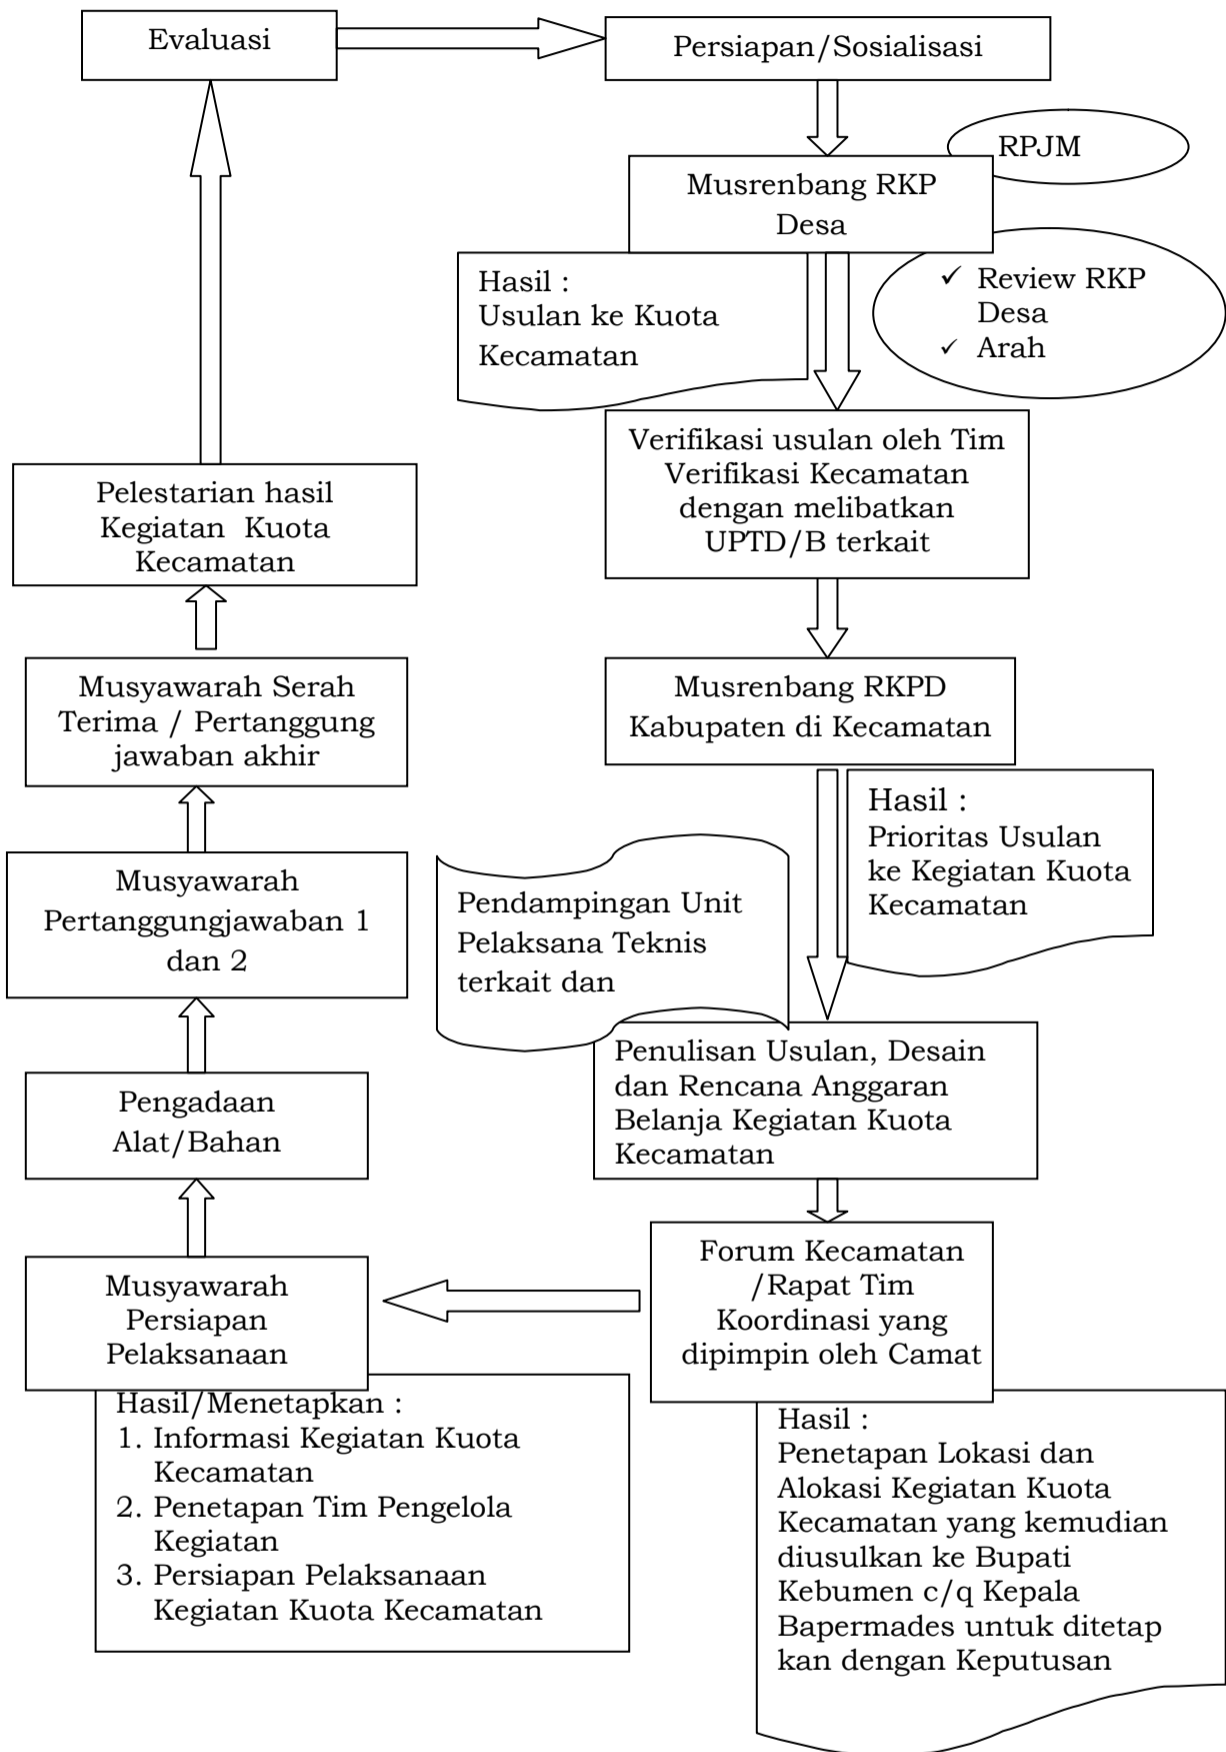 Evaluasi
Persiapan/Sosialisasi
RPJM
Musrenbang RKP
Desa
Hasil :
Usulan ke Kuota
Kecamatan
✓ Review RKP
Desa
✓ Arah
Verifikasi usulan oleh Tim
Verifikasi Kecamatan
dengan melibatkan
UPTD/B terkait
Musrenbang RKPD
Kabupaten di Kecamatan
Hasil :
Prioritas Usulan
ke Kegiatan Kuota
Kecamatan
Pendampingan Unit
Pelaksana Teknis
terkait dan
Penulisan Usulan, Desain
dan Rencana Anggaran
Belanja Kegiatan Kuota
Kecamatan
Forum Kecamatan
/Rapat Tim
Koordinasi yang
dipimpin oleh Camat
Hasil :
Penetapan Lokasi dan
Alokasi Kegiatan Kuota
Kecamatan yang kemudian
diusulkan ke Bupati
Kebumen c/q Kepala
Bapermades untuk ditetap
kan dengan Keputusan
Musyawarah
Persiapan
Pelaksanaan
Hasil/Menetapkan :
1. Informasi Kegiatan Kuota
Kecamatan
2. Penetapan Tim Pengelola
Kegiatan
3. Persiapan Pelaksanaan
Kegiatan Kuota Kecamatan
Pengadaan
Alat/Bahan
Musyawarah
Pertanggungjawaban 1
dan 2
Musyawarah Serah
Terima / Pertanggung
jawaban akhir
Pelestarian hasil
Kegiatan  Kuota
Kecamatan